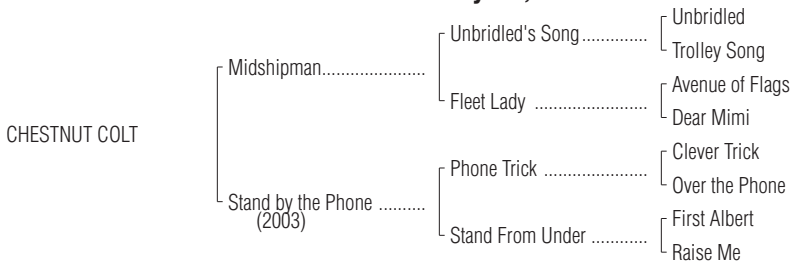 Unbridled
Unbridled's Song..............
Trolley Song
Midshipman......................
Avenue of Flags
Fleet Lady ........................
Dear Mimi
CHESTNUT COLT
Clever Trick
Phone Trick ......................
Over the Phone
Stand by the Phone ..........
(2003)
First Albert
Stand From Under ............
Raise Me